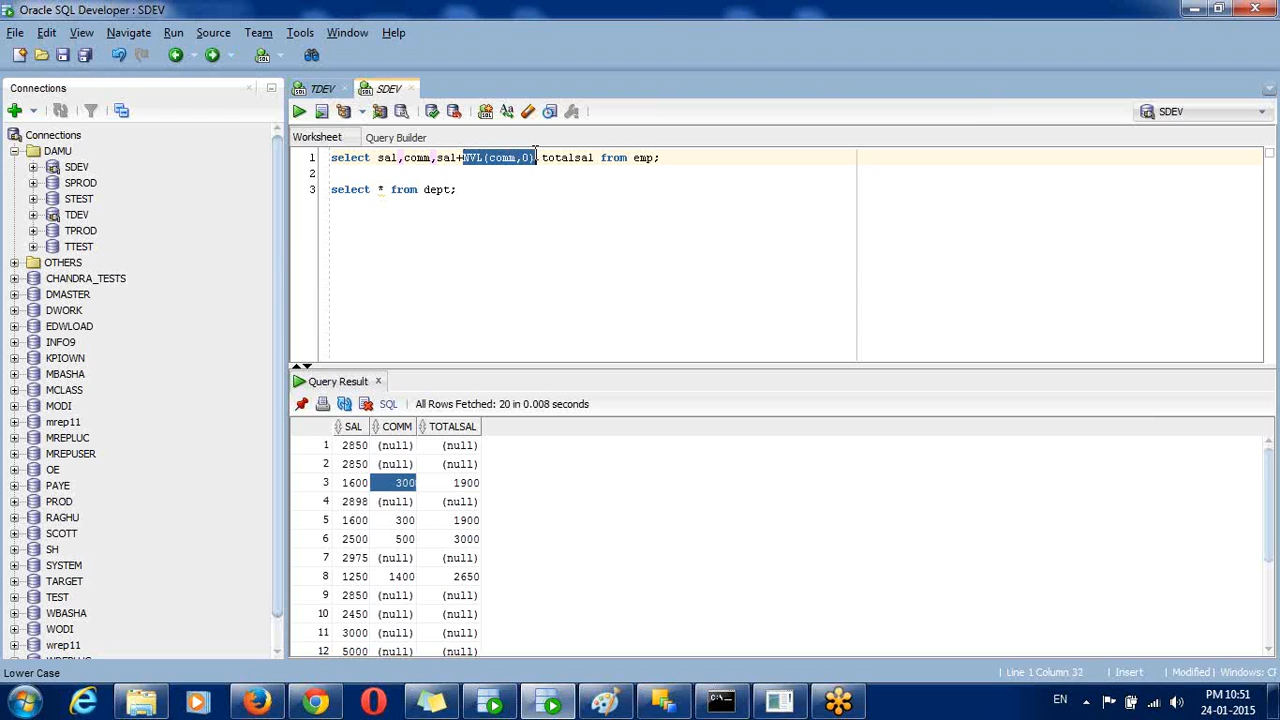 Oracle SQL Developer : SDEV
File Edit View Navigate Run Source Team Tools Window Help
Connections
TDEV
SDEV
SDEV
Worksheet
Query Builder
Connections
DAMU
SDEV
SPROD
STEST
TDEV
TPROD
TTEST
OTHERS
CHANDRA_TESTS
DMASTER
DWORK
EDWLOAD
INFO9
KPIOWN
MBASHA
MCLASS
MODI
mrep11
MREPLUC
MREPUSER
OE
PAYE
PROD
RAGHU
SCOTT
SH
SYSTEM
TARGET
TEST
WBASHA
WODI
wrep11
1 select sal,comm,sal+NVL(comm,0) totalsal from emp;
2
3 select * from dept;
Query Result
SQL All Rows Fetched: 20 in 0.008 seconds
SAL COMM TOTALSAL
1 2850 (null) (null)
2 2850 (null) (null)
3 1600 300 1900
4 2898 (null) (null)
5 1600 300 1900
6 2500 500 3000
7 2975 (null) (null)
8 1250 1400 2650
9 2850 (null) (null)
10 2450 (null) (null)
11 3000 (null) (null)
12 5000 (null) (null)
Lower Case
Line 1 Column 32 Insert Modified Windows: C
EN
PM 10:51
24-01-2015